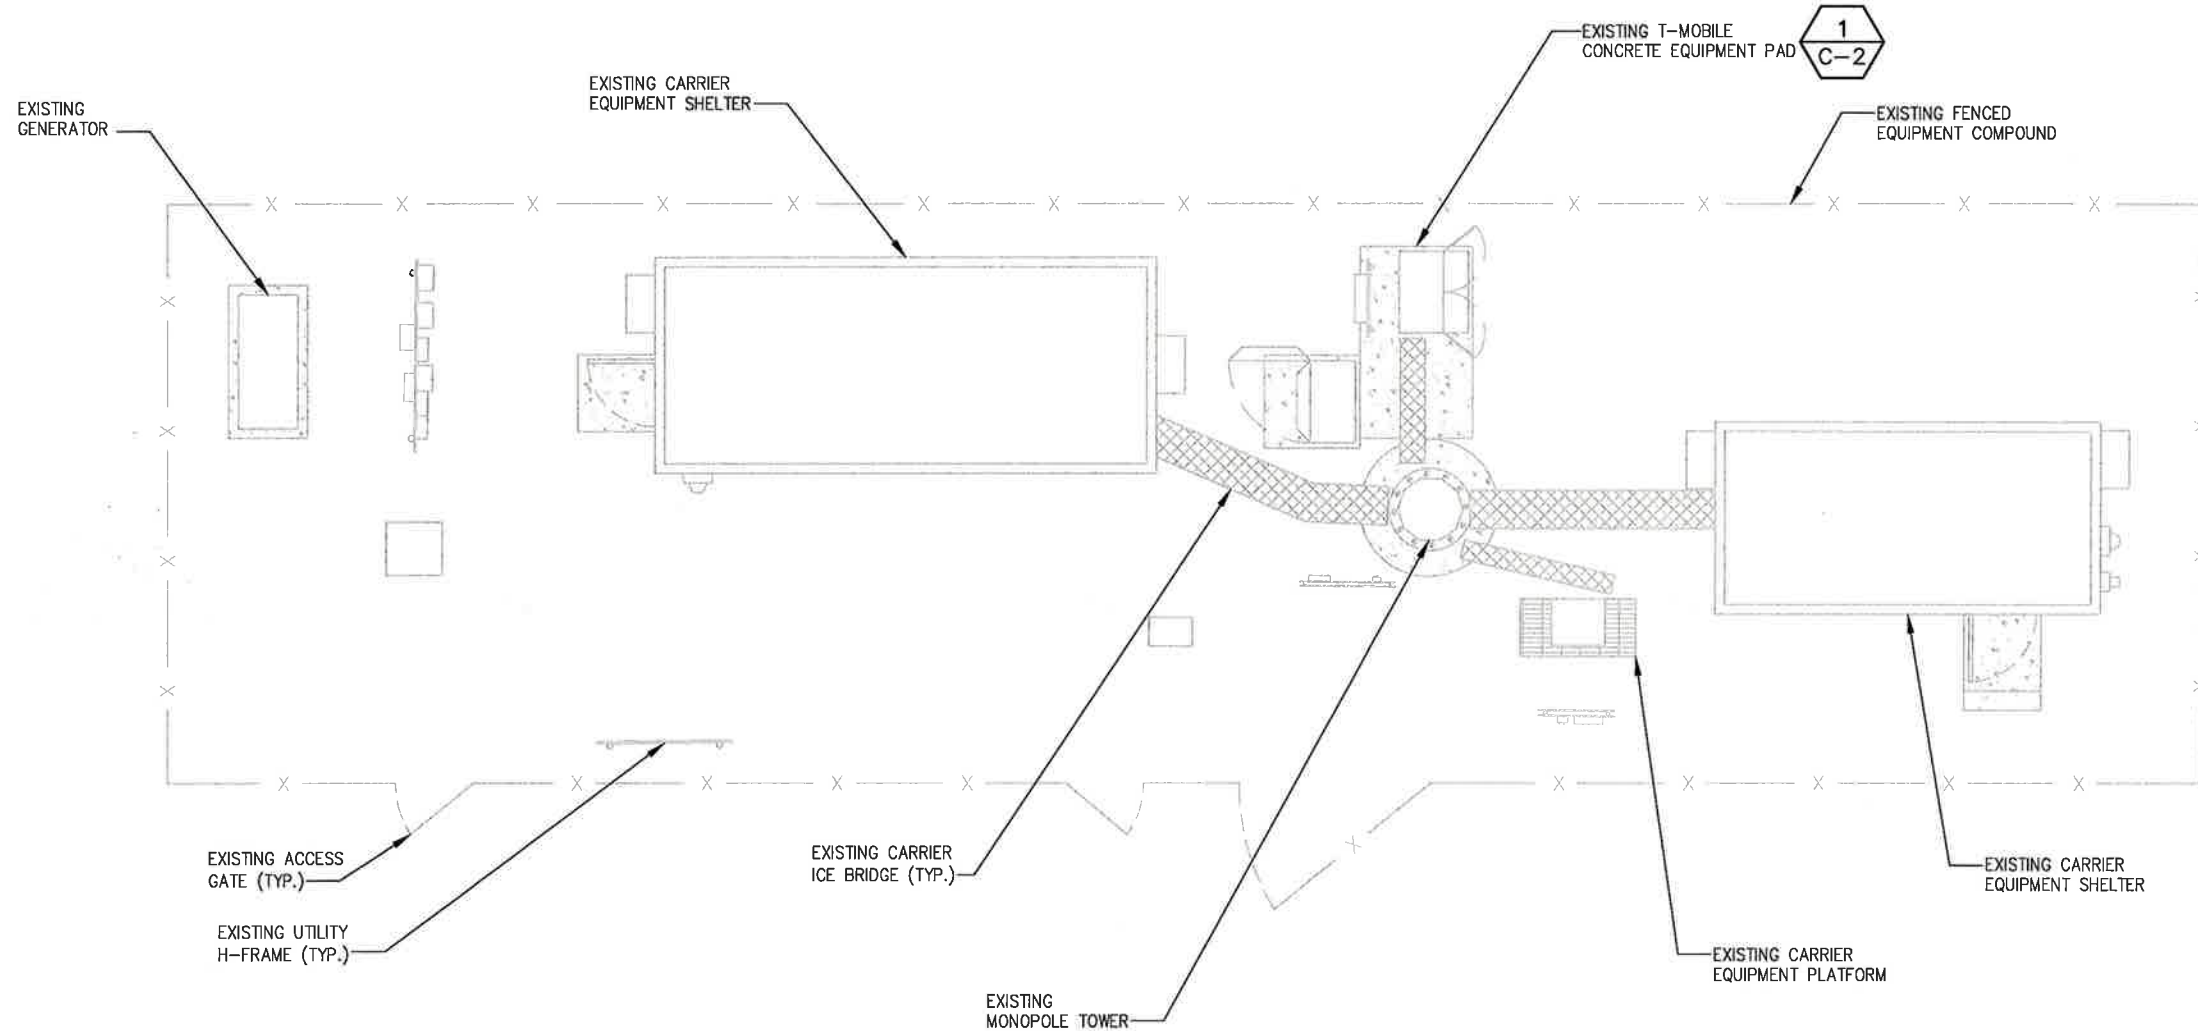 EXISTING T-MOBILE
CONCRETE EQUIPMENT PAD
1
C-2
EXISTING CARRIER
EQUIPMENT SHELTER
EXISTING
GENERATOR
EXISTING FENCED
EQUIPMENT COMPOUND
EXISTING ACCESS
GATE (TYP.)
EXISTING CARRIER
ICE BRIDGE (TYP.)
EXISTING CARRIER
EQUIPMENT SHELTER
EXISTING UTILITY
H-FRAME (TYP.)
EXISTING CARRIER
EQUIPMENT PLATFORM
EXISTING
MONOPOLE TOWER